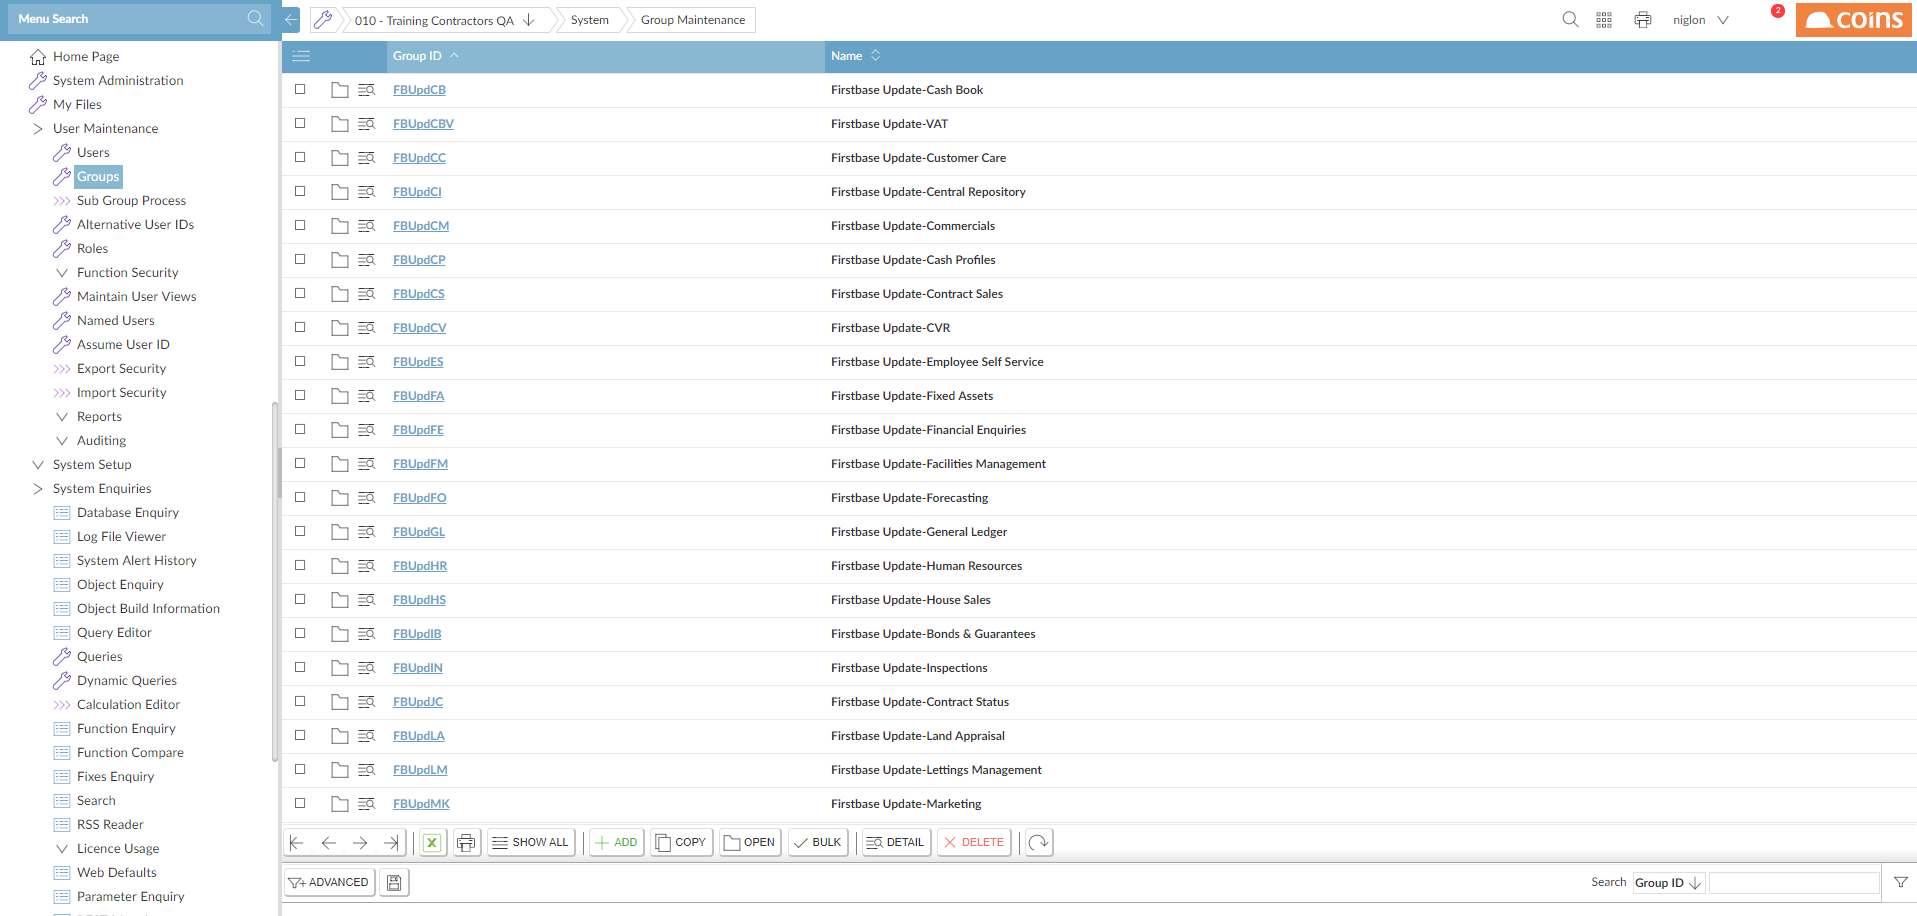 Menu Search
010 - Training Contractors QA
System
Group Maintenance
niglon
2
coins
Home Page
System Administration
My Files
User Maintenance
Users
Groups
Sub Group Process
Alternative User IDs
Roles
Function Security
Maintain User Views
Named Users
Assume User ID
Export Security
Import Security
Reports
Auditing
System Setup
System Enquiries
Database Enquiry
Log File Viewer
System Alert History
Object Enquiry
Object Build Information
Query Editor
Queries
Dynamic Queries
Calculation Editor
Function Enquiry
Function Compare
Fixes Enquiry
Search
RSS Reader
Licence Usage
Web Defaults
Parameter Enquiry
Group ID Name
FBUpdCB Firstbase Update-Cash Book
FBUpdCBV Firstbase Update-VAT
FBUpdCC Firstbase Update-Customer Care
FBUpdCI Firstbase Update-Central Repository
FBUpdCM Firstbase Update-Commercials
FBUpdCP Firstbase Update-Cash Profiles
FBUpdCS Firstbase Update-Contract Sales
FBUpdCV Firstbase Update-CVR
FBUpdES Firstbase Update-Employee Self Service
FBUpdFA Firstbase Update-Fixed Assets
FBUpdFE Firstbase Update-Financial Enquiries
FBUpdFM Firstbase Update-Facilities Management
FBUpdFO Firstbase Update-Forecasting
FBUpdGL Firstbase Update-General Ledger
FBUpdHR Firstbase Update-Human Resources
FBUpdHS Firstbase Update-House Sales
FBUpdIB Firstbase Update-Bonds & Guarantees
FBUpdIN Firstbase Update-Inspections
FBUpdJC Firstbase Update-Contract Status
FBUpdLA Firstbase Update-Land Appraisal
FBUpdLM Firstbase Update-Lettings Management
FBUpdMK Firstbase Update-Marketing
SHOW ALL ADD COPY OPEN BULK DETAIL DELETE
ADVANCED
Search Group ID